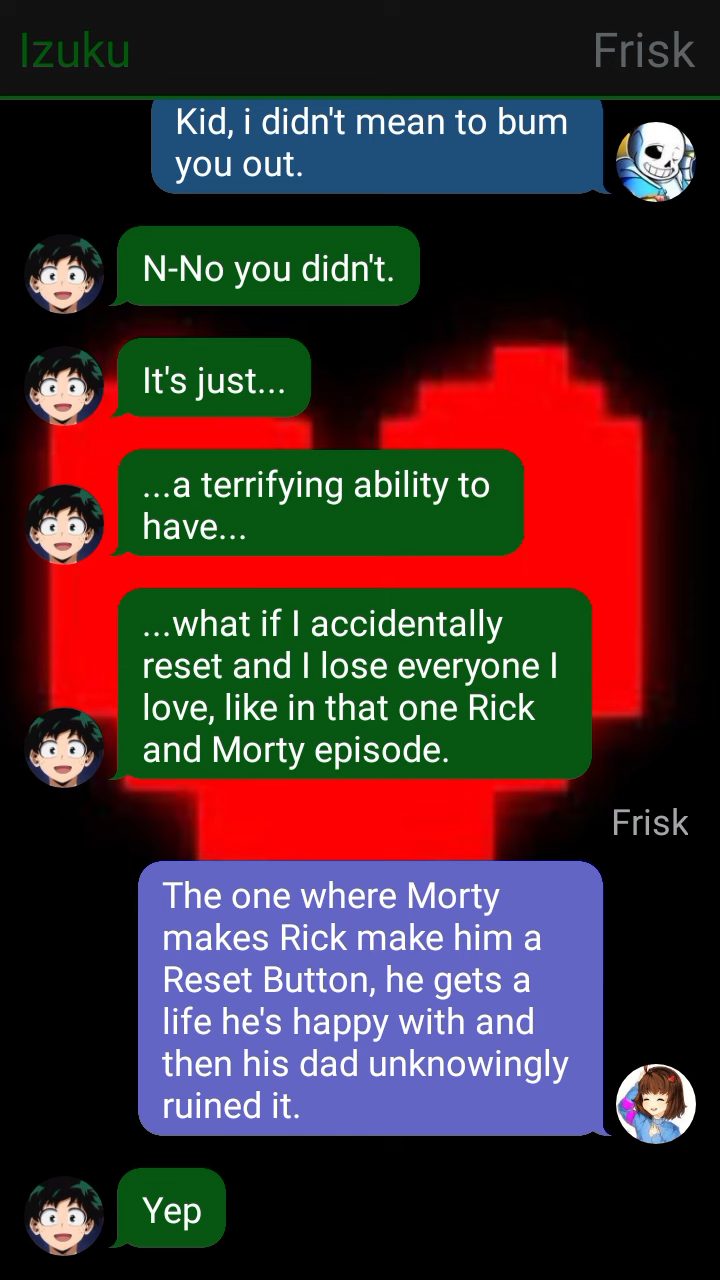 Izuku Frisk
Kid, i didn't mean to bum
you out.
N-No you didn't.
It's just...
...a terrifying ability to
have...
...what if I accidentally
reset and I lose everyone I
love, like in that one Rick
and Morty episode.
Frisk
The one where Morty
makes Rick make him a
Reset Button, he gets a
life he's happy with and
then his dad unknowingly
ruined it.
Yep